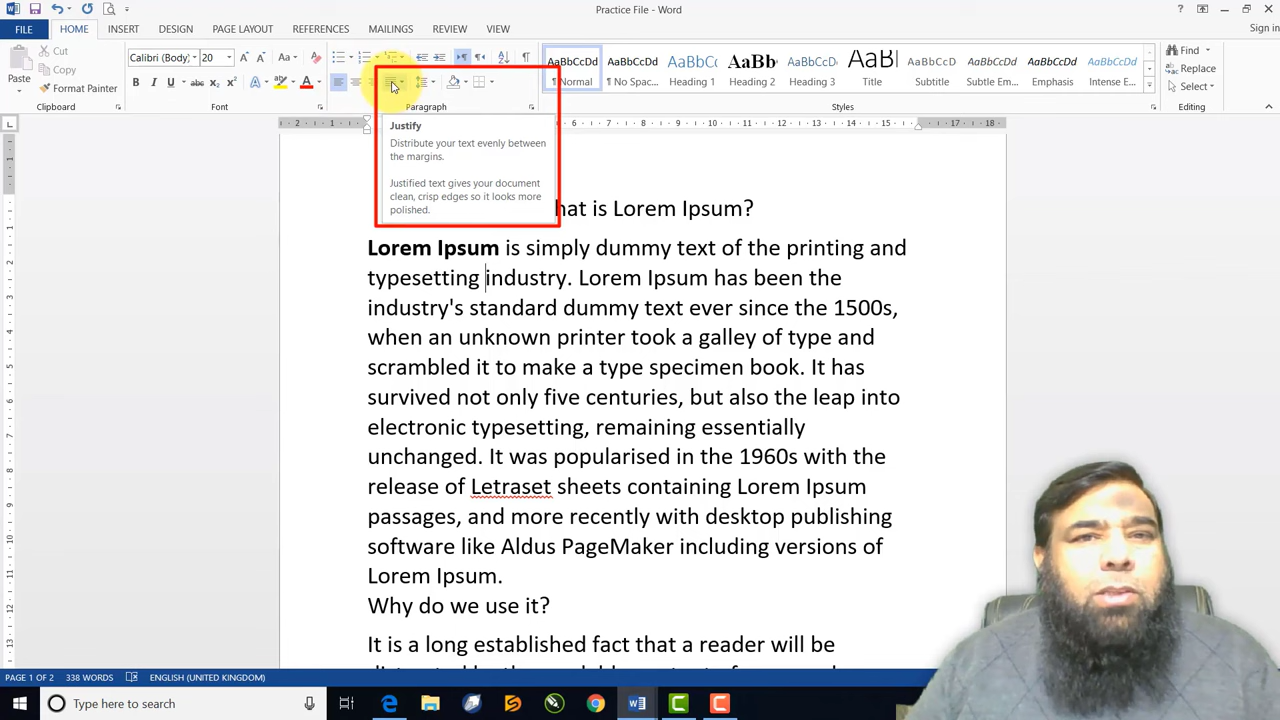 Practice File - Word
Sign in
FILE
HOME
INSERT
DESIGN
PAGE LAYOUT
REFERENCES
MAILINGS
REVIEW
VIEW
Paste
Cut
Copy
Format Painter
Clipboard
Calibri (Body)
20
Font
Paragraph
AaBbCcDd
¶ Normal
AaBbCcDd
¶ No Spac...
AaBbC
Heading 1
AaBb
Heading 2
AaBbCc
Heading 3
AaBl
Title
AaBbCcD
Subtitle
AaBbCcDd
Subtle Em...
AaBbCcDd
Emphasis
AaBbCcDd
Intense E...
Styles
Find
Replace
Select
Editing
Justify
Distribute your text evenly between
the margins.
Justified text gives your document
clean, crisp edges so it looks more
polished.
hat is Lorem Ipsum?
Lorem Ipsum is simply dummy text of the printing and
typesetting industry. Lorem Ipsum has been the
industry's standard dummy text ever since the 1500s,
when an unknown printer took a galley of type and
scrambled it to make a type specimen book. It has
survived not only five centuries, but also the leap into
electronic typesetting, remaining essentially
unchanged. It was popularised in the 1960s with the
release of Letraset sheets containing Lorem Ipsum
passages, and more recently with desktop publishing
software like Aldus PageMaker including versions of
Lorem Ipsum.
Why do we use it?
It is a long established fact that a reader will be
PAGE 1 OF 2
338 WORDS
ENGLISH (UNITED KINGDOM)
Type here to search